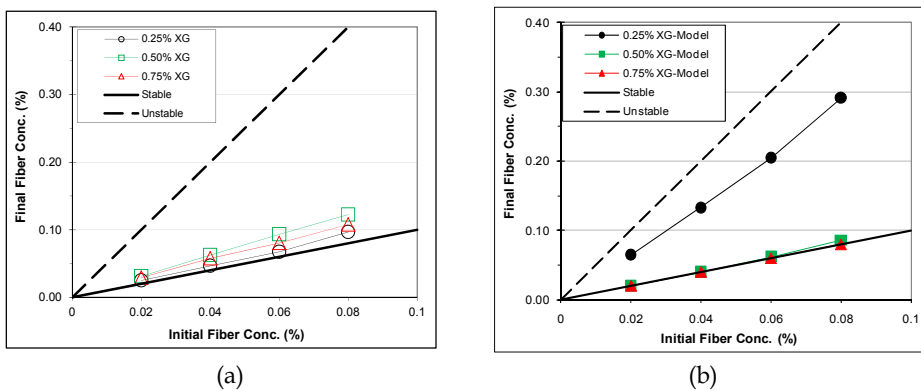 0.40
0.30
0.20
0.10
0.00
Final Fiber Conc. (%)
0.25% XG
0.50% XG
0.75% XG
Stable
Unstable
0 0.02 0.04 0.06 0.08 0.1
Initial Fiber Conc. (%)
(a)
0.40
0.30
0.20
0.10
0.00
Final Fiber Conc. (%)
0.25% XG-Model
0.50% XG-Model
0.75% XG-Model
Stable
Unstable
0 0.02 0.04 0.06 0.08 0.1
Initial Fiber Conc. (%)
(b)